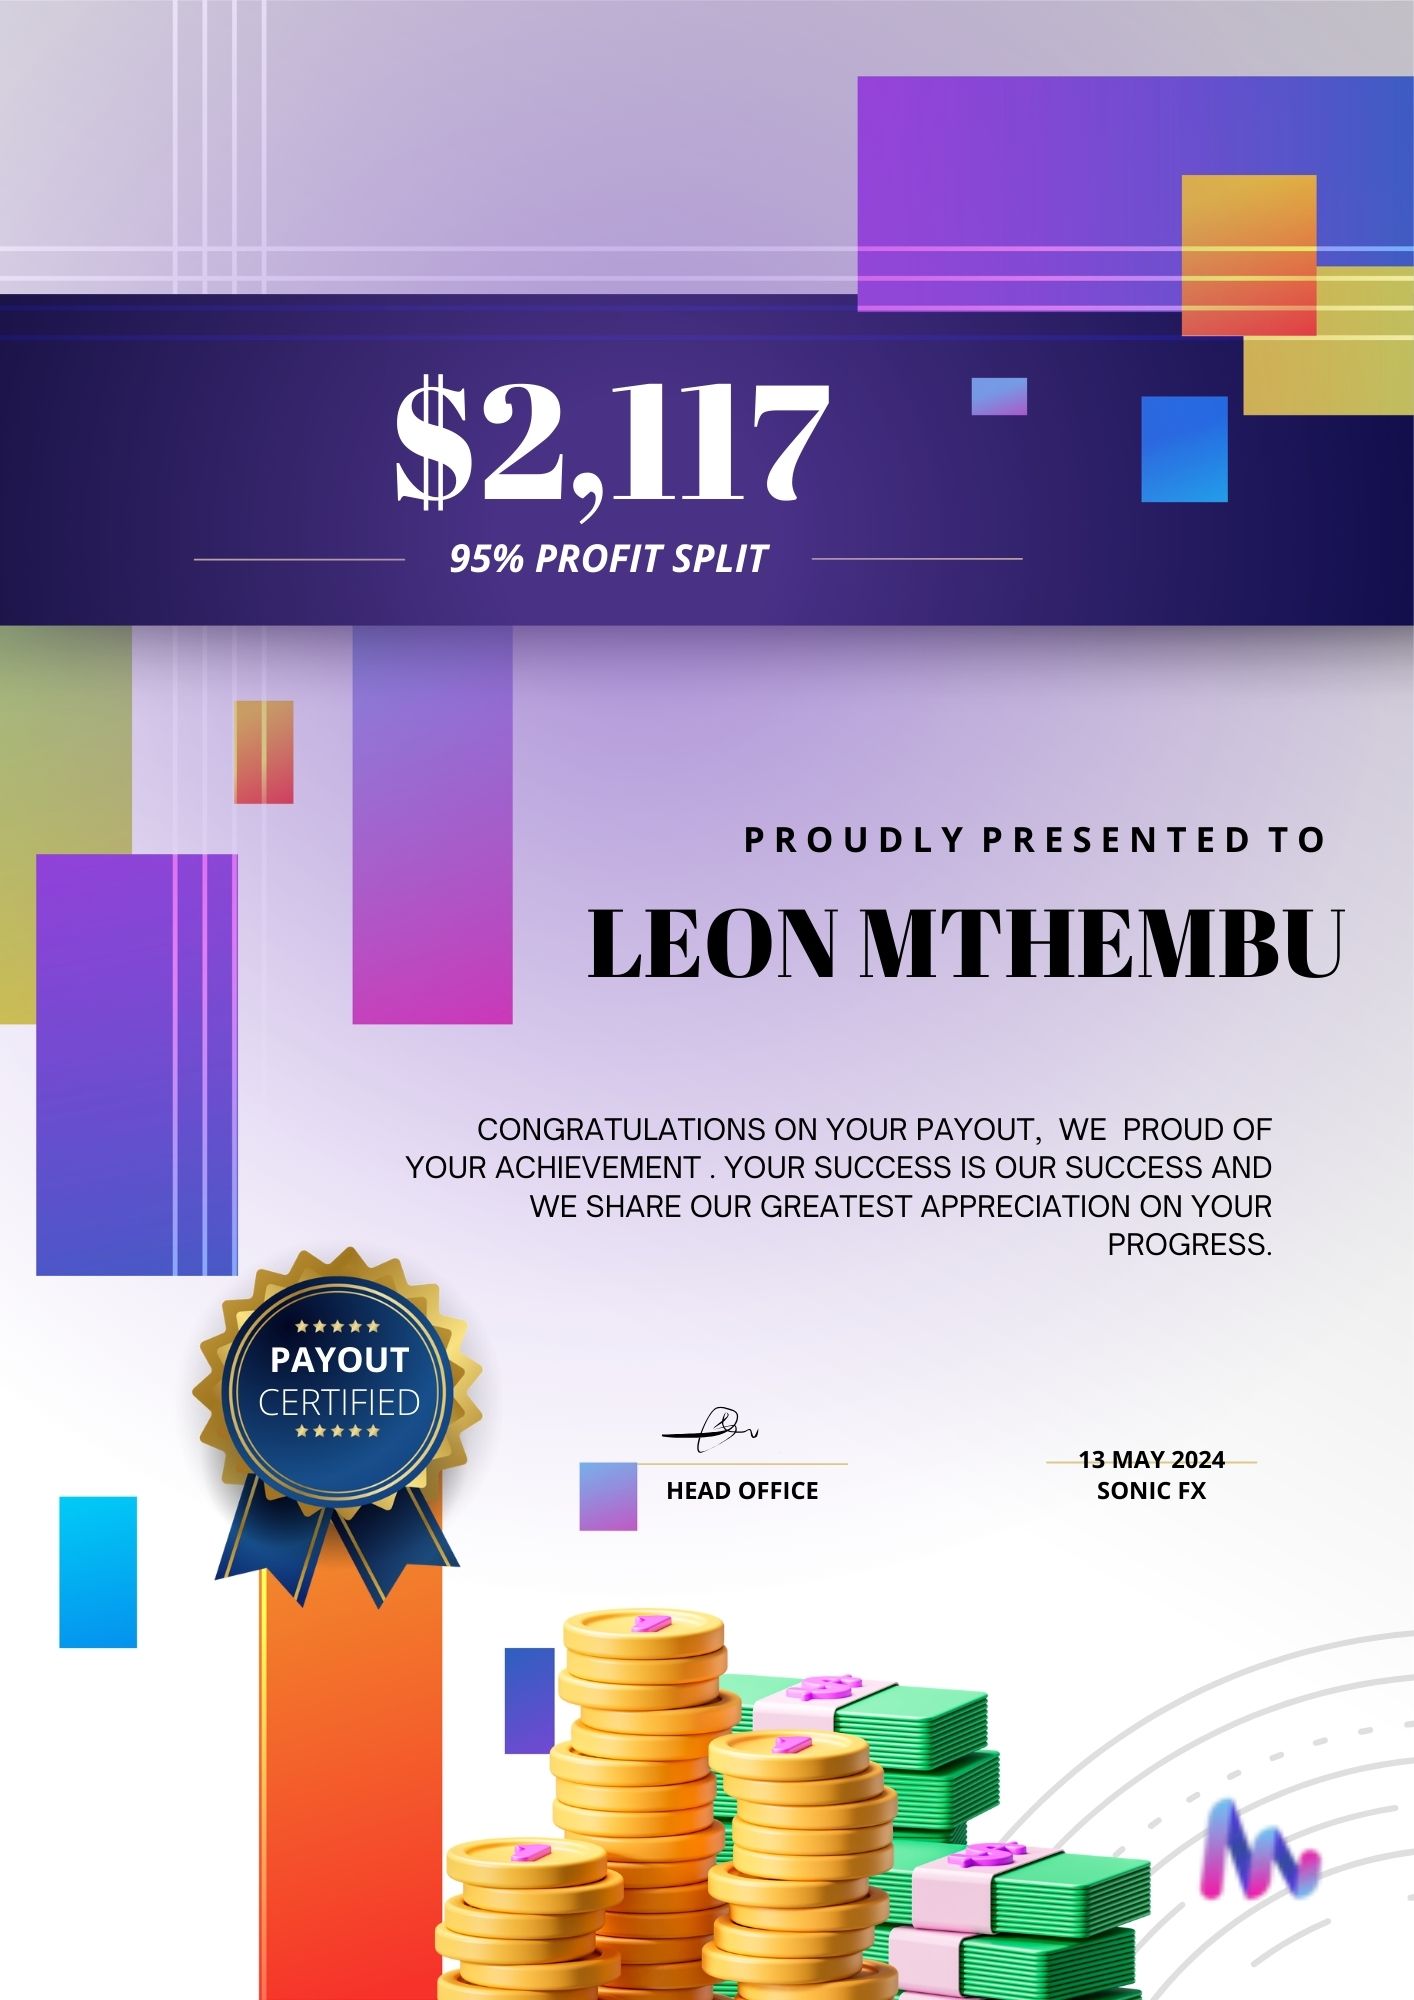 $2,117
95% PROFIT SPLIT
PROUDLY PRESENTED TO
LEON MTHEMBU
CONGRATULATIONS ON YOUR PAYOUT, WE PROUD OF
YOUR ACHIEVEMENT . YOUR SUCCESS IS OUR SUCCESS AND
WE SHARE OUR GREATEST APPRECIATION ON YOUR
PROGRESS.
PAYOUT
CERTIFIED
HEAD OFFICE
13 MAY 2024
SONIC FX